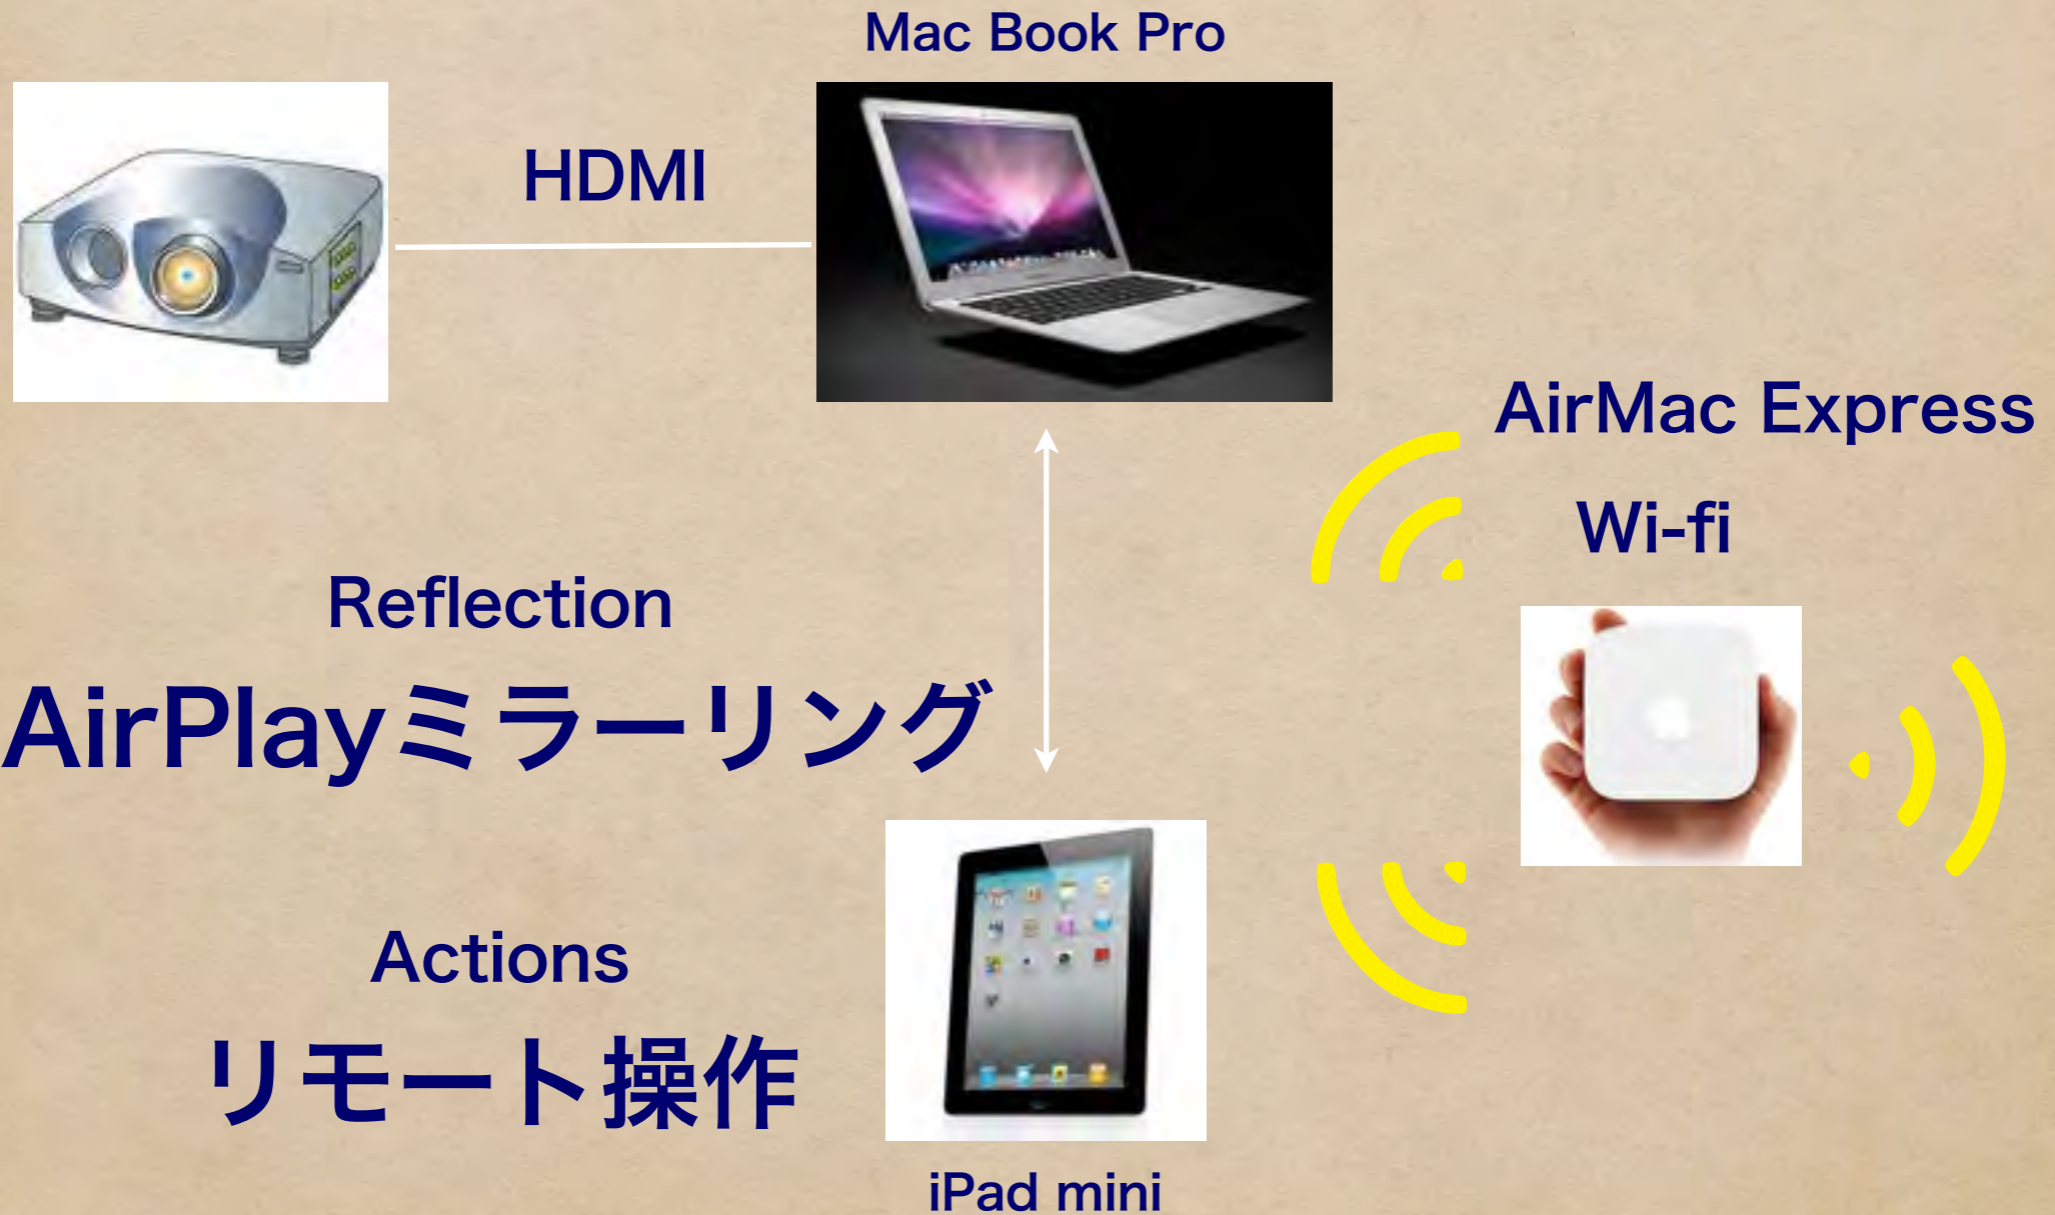 Mac Book Pro
HDMI
AirMac Express
Wi-fi
Reflection
AirPlayミラーリング
Actions
リモート操作
iPad mini